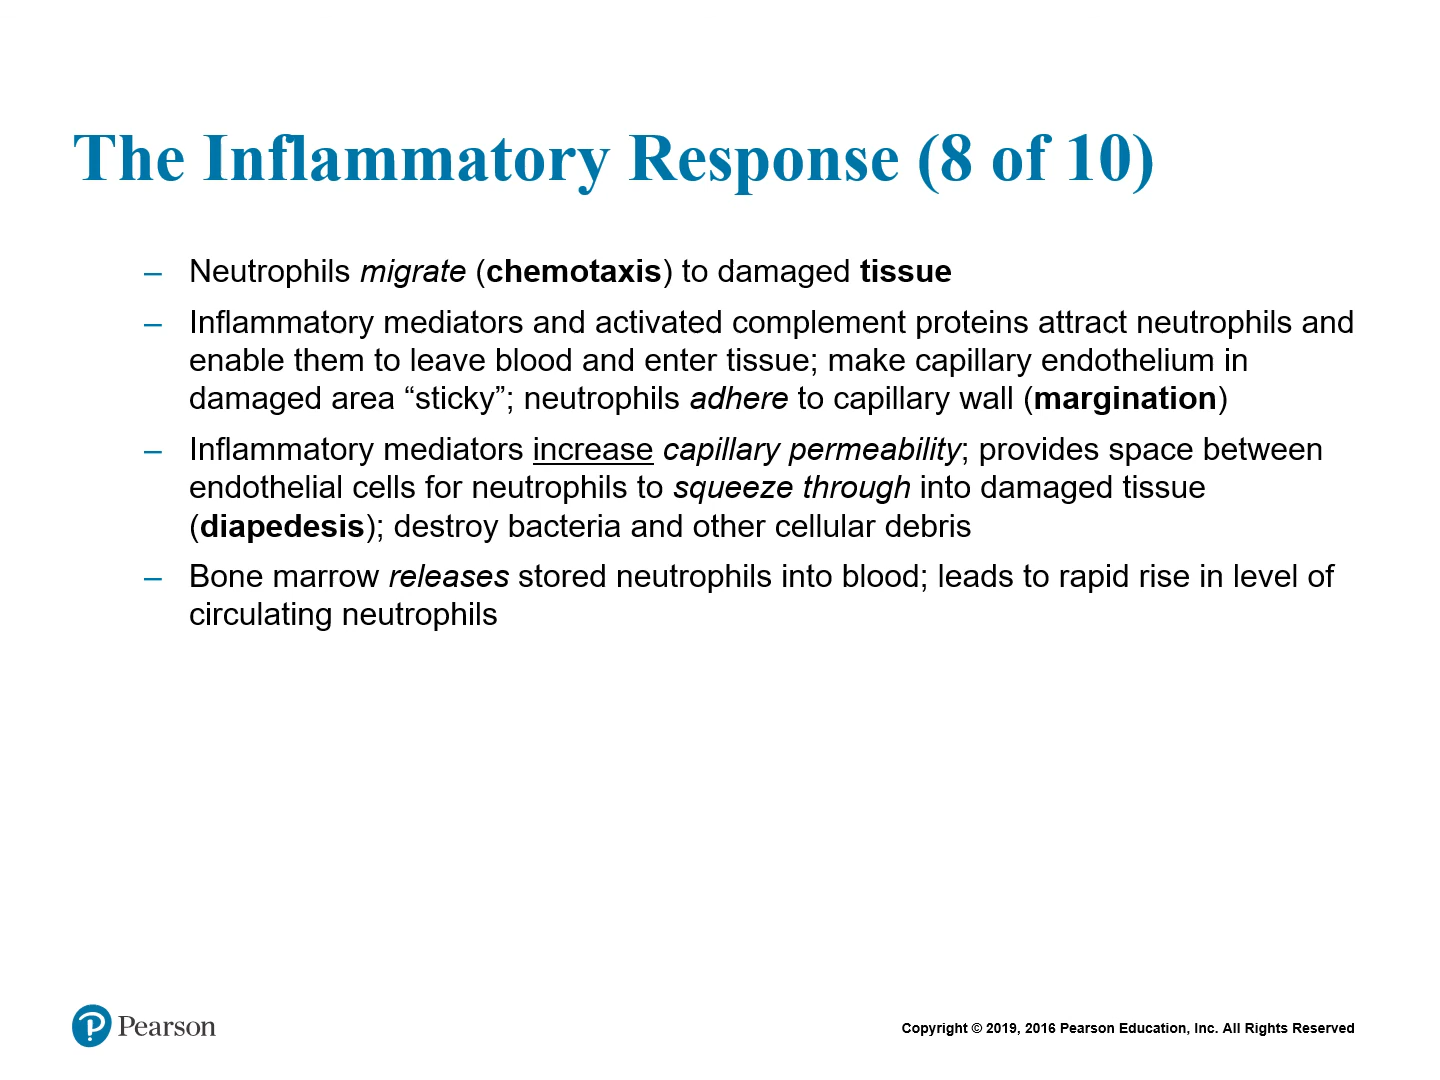 The Inflammatory Response (8 of 10)
– Neutrophils migrate (chemotaxis) to damaged tissue
– Inflammatory mediators and activated complement proteins attract neutrophils and
enable them to leave blood and enter tissue; make capillary endothelium in
damaged area “sticky”; neutrophils adhere to capillary wall (margination)
– Inflammatory mediators increase capillary permeability; provides space between
endothelial cells for neutrophils to squeeze through into damaged tissue
(diapedesis); destroy bacteria and other cellular debris
– Bone marrow releases stored neutrophils into blood; leads to rapid rise in level of
circulating neutrophils
Pearson
Copyright © 2019, 2016 Pearson Education, Inc. All Rights Reserved